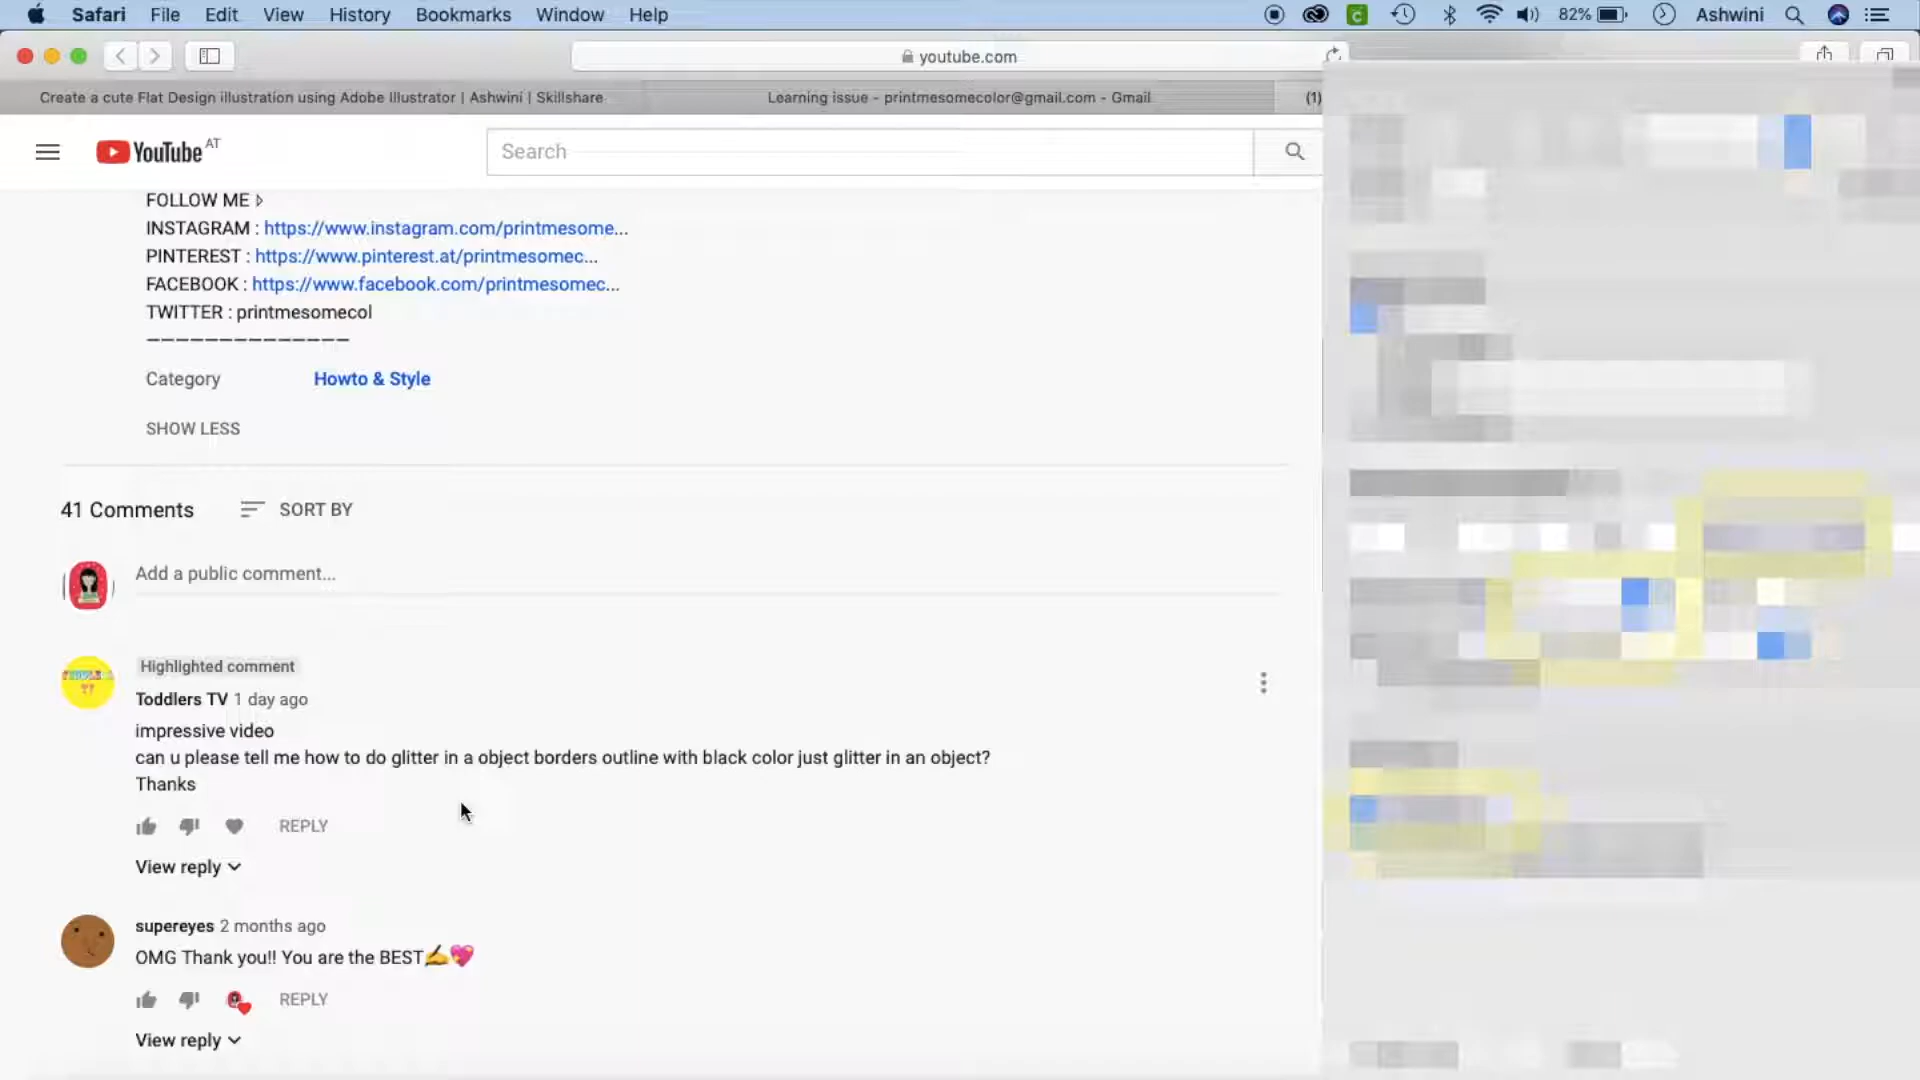 Safari File Edit View History Bookmarks Window Help 82% Ashwini
youtube.com
Create a cute Flat Design illustration using Adobe Illustrator | Ashwini | Skillshare
Learning issue - printmesomecolor@gmail.com - Gmail
(1)
YouTube AT
Search
FOLLOW ME ▷
INSTAGRAM : https://www.instagram.com/printmesome...
PINTEREST : https://www.pinterest.at/printmesomec...
FACEBOOK : https://www.facebook.com/printmesomec...
TWITTER : printmesomecol
——————————————
Category Howto & Style
SHOW LESS
41 Comments SORT BY
Add a public comment...
Highlighted comment
Toddlers TV 1 day ago
impressive video
can u please tell me how to do glitter in a object borders outline with black color just glitter in an object?
Thanks
REPLY
View reply
supereyes 2 months ago
OMG Thank you!! You are the BEST✍💖
REPLY
View reply